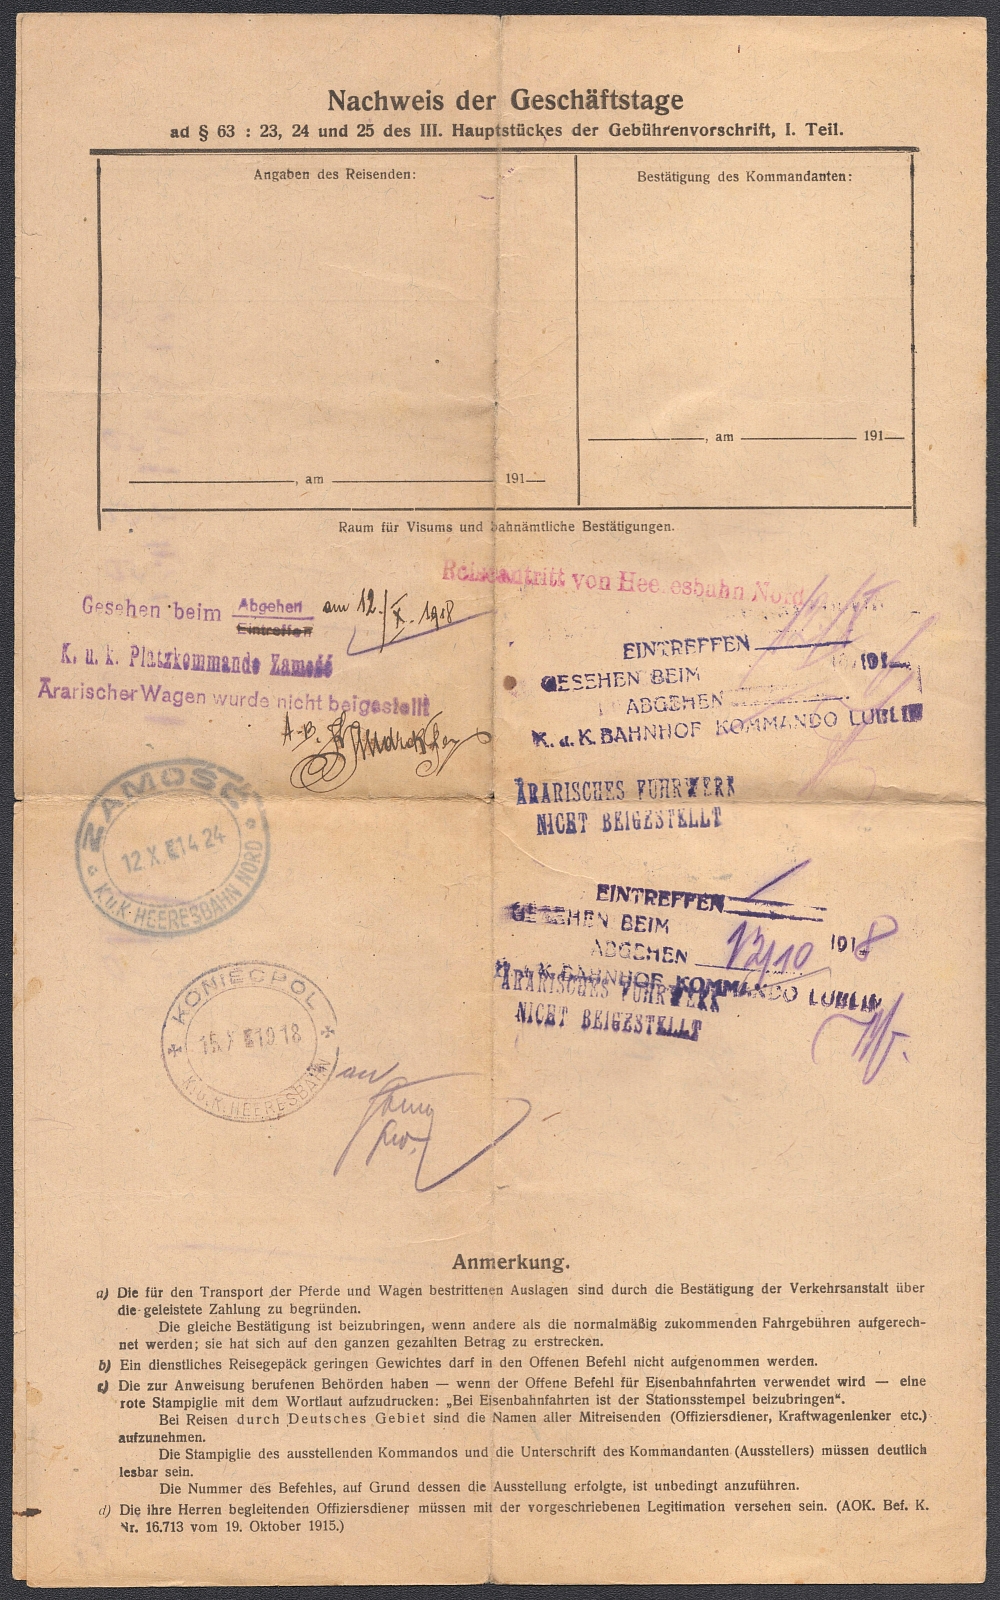 Nachweis der Geschäftstage
ad § 63 : 23, 24 und 25 des III. Hauptstückes der Gebührenvorschrift, I. Teil.
Angaben des Reisenden:
Bestätigung des Kommandanten:
, am 191
, am 191
Raum für Visums und bahnämtliche Bestätigungen.
Reiseantritt von Heeresbahn Nord
Gesehen beim Abgehen am 12./X. 1918
Eintreffen
K. u. k. Platzkommando Zamość
Ärarischer Wagen wurde nicht beigestellt
A.B.
EINTREFFEN
GESEHEN BEIM 191
ABGEHEN
K. u. K. BAHNHOF KOMMANDO LUBLIN
ÄRARISCHES FUHRWERK
NICHT BEIGESTELLT
ZAMOŚĆ
12 X. E14 24
K.u.K. HEERESBAHN NORD
EINTREFFEN
GESEHEN BEIM
ABGEHEN 12/10 1918
K. u. K. BAHNHOF KOMMANDO LUBLIN
ÄRARISCHES FUHRWERK
NICHT BEIGESTELLT
KONIECPOL
15.X E10 18
K.u.K. HEERESBAHN
Anmerkung.
a) Die für den Transport der Pferde und Wagen bestrittenen Auslagen sind durch die Bestätigung der Verkehrsanstalt über
die geleistete Zahlung zu begründen.
Die gleiche Bestätigung ist beizubringen, wenn andere als die normalmäßig zukommenden Fahrgebühren aufgerech-
net werden; sie hat sich auf den ganzen gezahlten Betrag zu erstrecken.
b) Ein dienstliches Reisegepäck geringen Gewichtes darf in den Offenen Befehl nicht aufgenommen werden.
c) Die zur Anweisung berufenen Behörden haben — wenn der Offene Befehl für Eisenbahnfahrten verwendet wird — eine
rote Stampiglie mit dem Wortlaut aufzudrucken: „Bei Eisenbahnfahrten ist der Stationsstempel beizubringen“.
Bei Reisen durch Deutsches Gebiet sind die Namen aller Mitreisenden (Offiziersdiener, Kraftwagenlenker etc.)
aufzunehmen.
Die Stampiglie des ausstellenden Kommandos und die Unterschrift des Kommandanten (Ausstellers) müssen deutlich
lesbar sein.
Die Nummer des Befehles, auf Grund dessen die Ausstellung erfolgte, ist unbedingt anzuführen.
d) Die ihre Herren begleitenden Offiziersdiener müssen mit der vorgeschriebenen Legitimation versehen sein. (AOK. Bef. K.
Nr. 16.713 vom 19. Oktober 1915.)